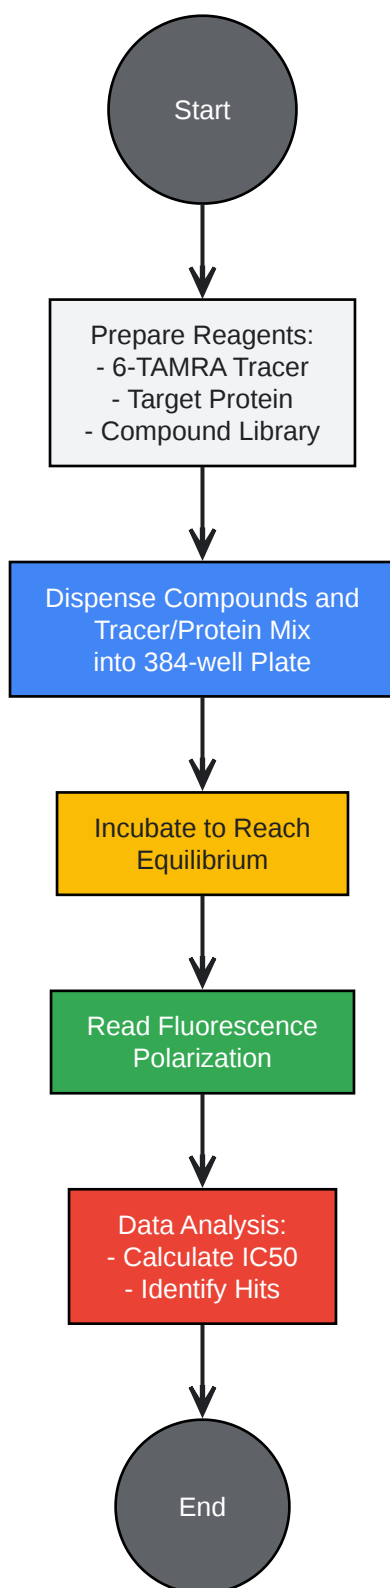 Start
Prepare Reagents:
- 6-TAMRA Tracer
- Target Protein
- Compound Library
Dispense Compounds and
Tracer/Protein Mix
into 384-well Plate
Incubate to Reach
Equilibrium
Read Fluorescence
Polarization
Data Analysis:
- Calculate IC50
- Identify Hits
End